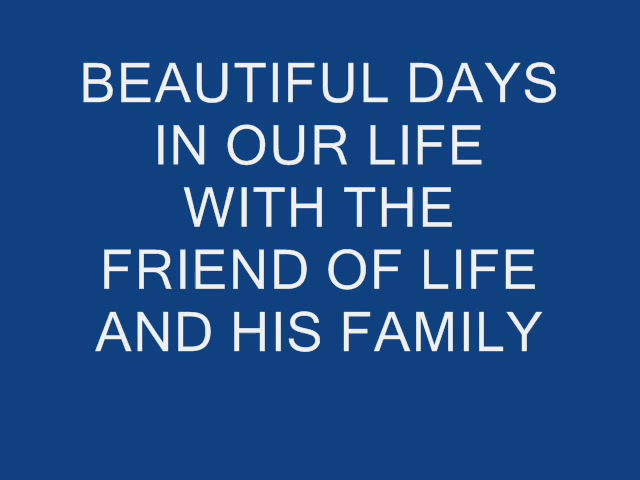 BEAUTIFUL DAYS
IN OUR LIFE
WITH THE
FRIEND OF LIFE
AND HIS FAMILY